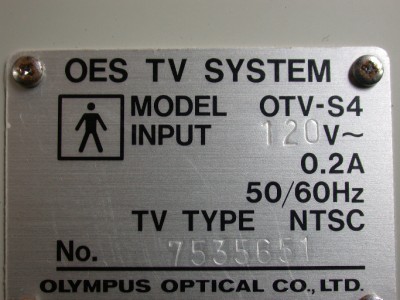 OES TV SYSTEM
MODEL OTV-S4
INPUT 120V~
0.2A
50/60Hz
TV TYPE NTSC
No. 7535651
OLYMPUS OPTICAL CO., LTD.